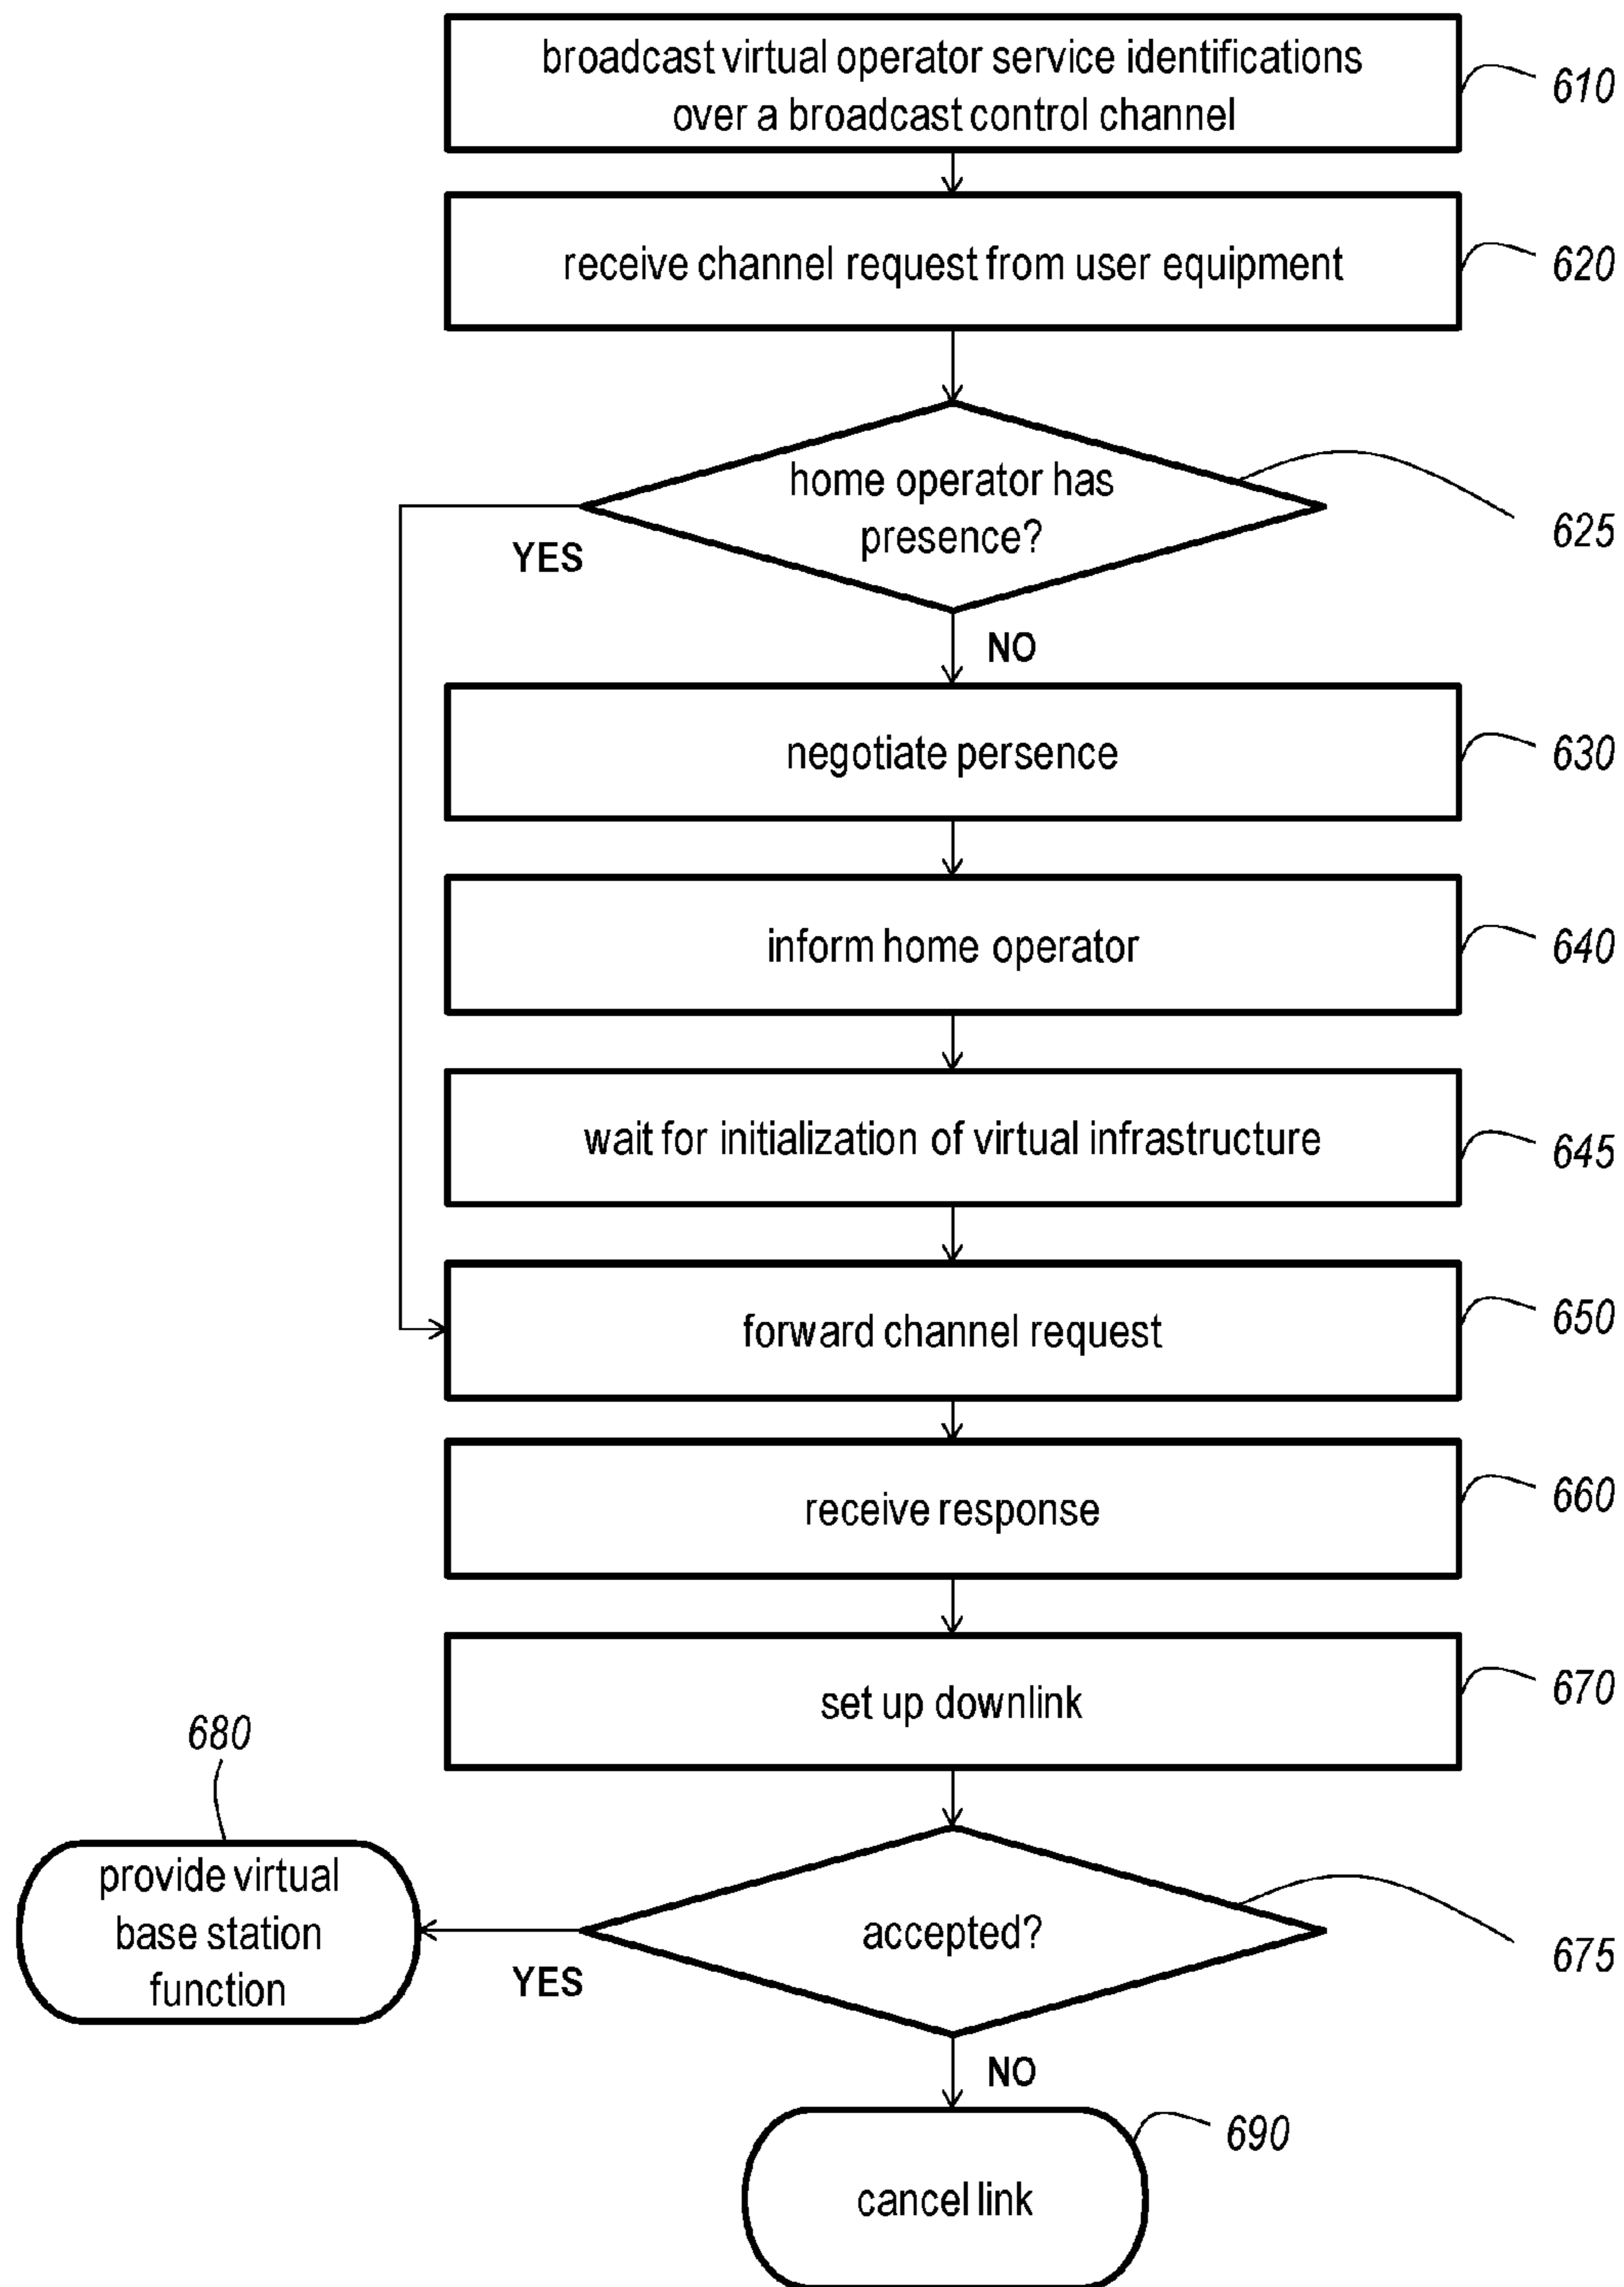 broadcast virtual operator service identifications
over a broadcast control channel
610
receive channel request from user equipment
620
home operator has
presence?
625
YES
NO
negotiate persence
630
inform home operator
640
wait for initialization of virtual infrastructure
645
forward channel request
650
receive response
660
set up downlink
670
680
provide virtual
base station
function
accepted?
675
YES
NO
690
cancel link